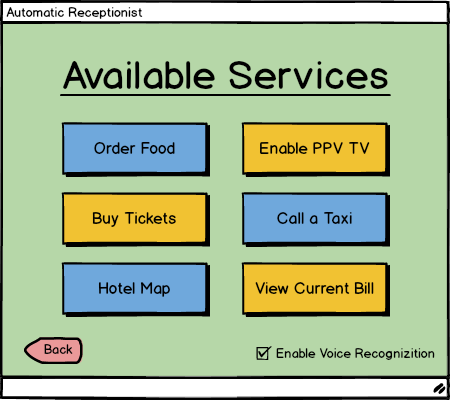 Automatic Receptionist
Available Services
Order Food
Enable PPV TV
Buy Tickets
Call a Taxi
Hotel Map
View Current Bill
Back
Enable Voice Recognizition